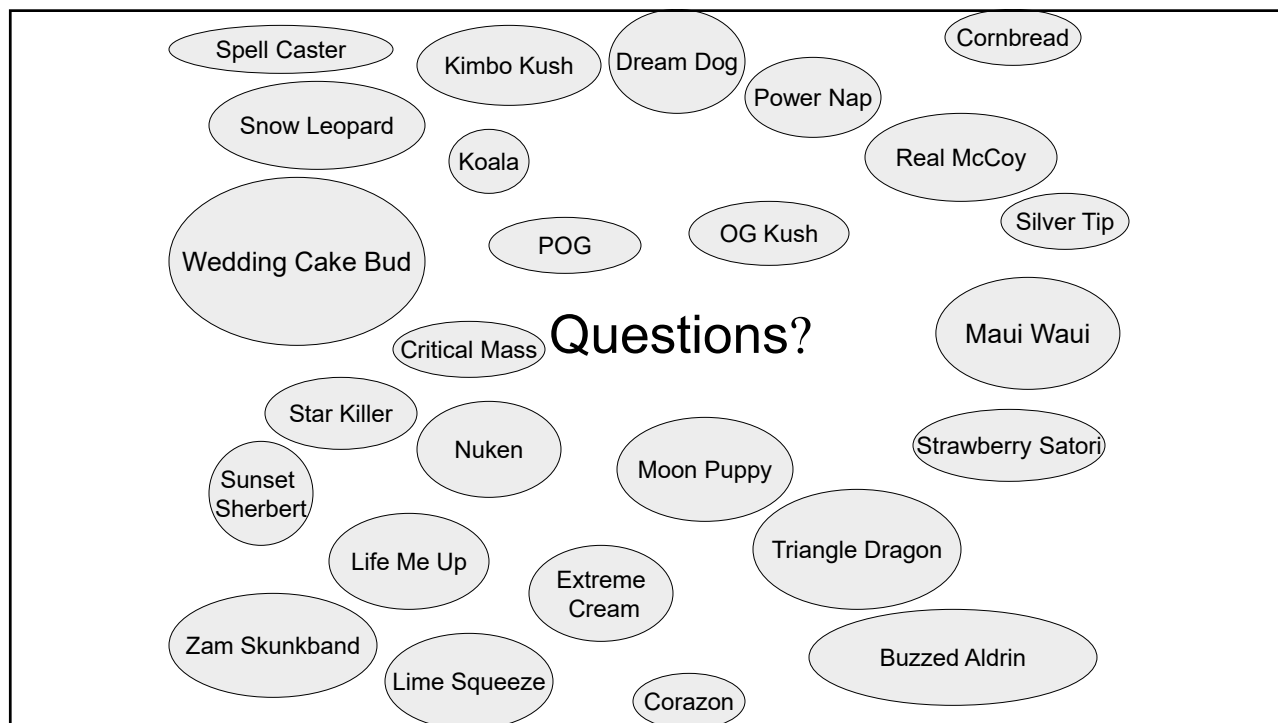 Spell Caster
Kimbo Kush
Dream Dog
Cornbread
Power Nap
Snow Leopard
Koala
Real McCoy
Silver Tip
Wedding Cake Bud
POG
OG Kush
Questions?
Maui Waui
Critical Mass
Star Killer
Nuken
Strawberry Satori
Moon Puppy
Sunset
Sherbert
Life Me Up
Triangle Dragon
Extreme
Cream
Zam Skunkband
Buzzed Aldrin
Lime Squeeze
Corazon